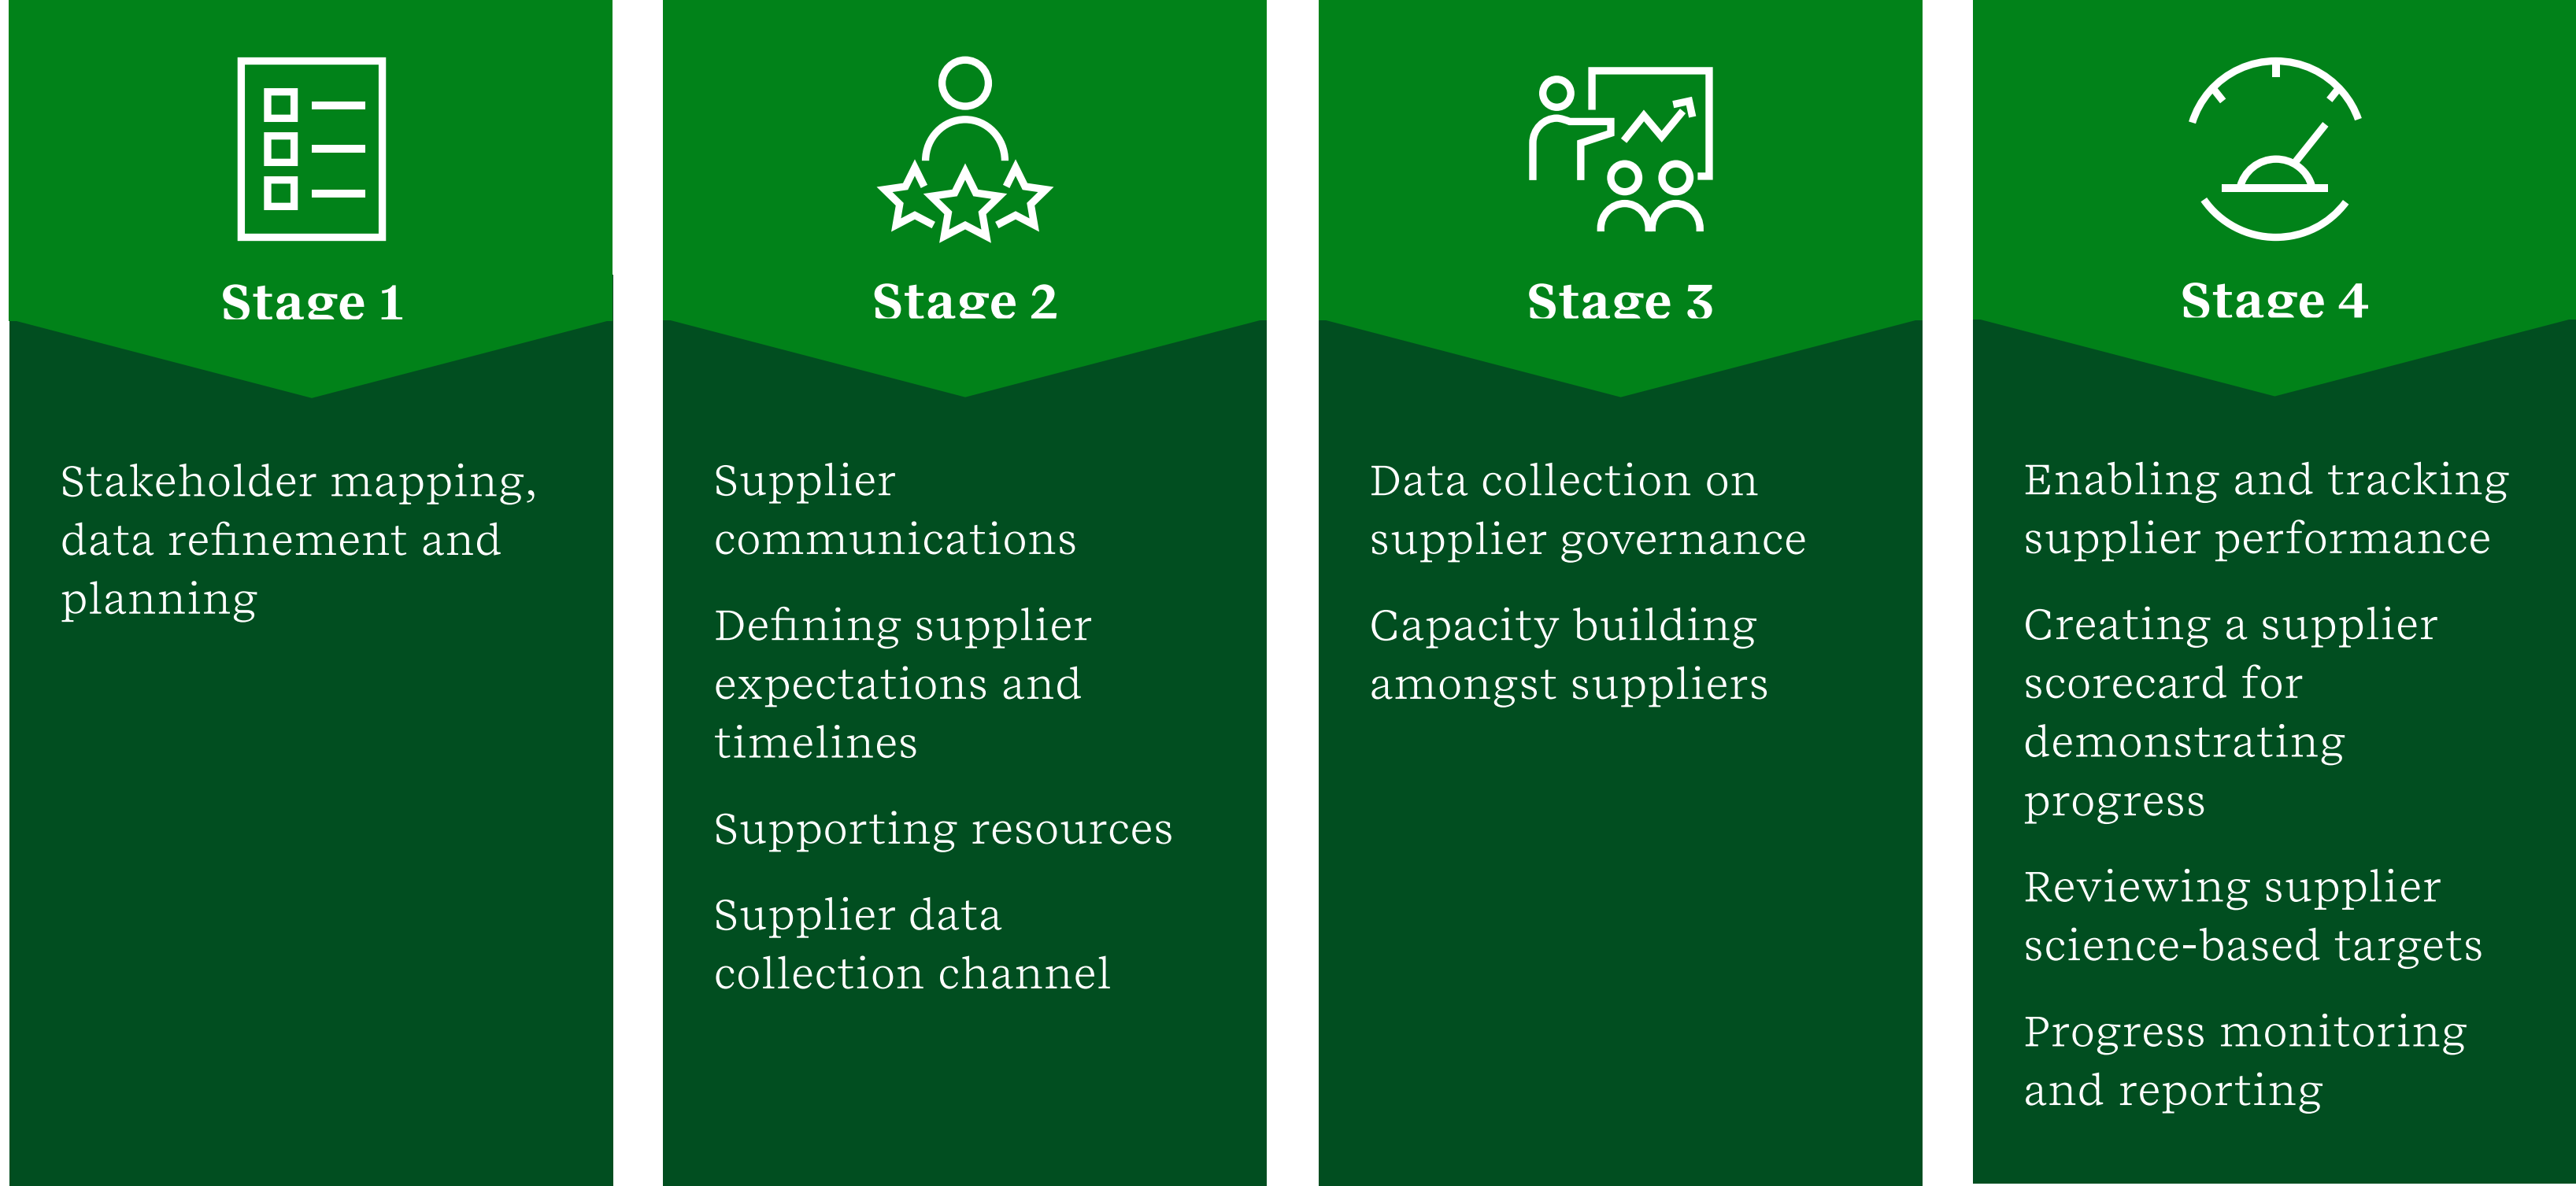 Stage 1
Stakeholder mapping,
data refinement and
planning
Stage 2
Supplier
communications
Defining supplier
expectations and
timelines
Supporting resources
Supplier data
collection channel
Stage 3
Data collection on
supplier governance
Capacity building
amongst suppliers
Stage 4
Enabling and tracking
supplier performance
Creating a supplier
scorecard for
demonstrating
progress
Reviewing supplier
science-based targets
Progress monitoring
and reporting